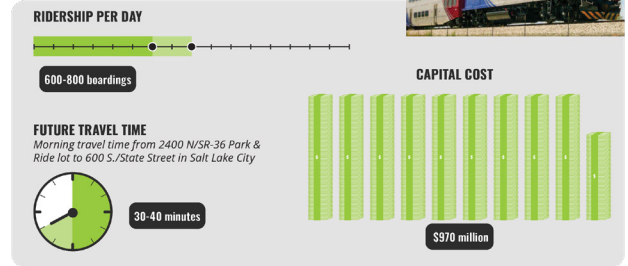 RIDERSHIP PER DAY
600-800 boardings
FUTURE TRAVEL TIME
Morning travel time from 2400 N/SR-36 Park &
Ride lot to 600 S./State Street in Salt Lake City
30-40 minutes
CAPITAL COST
$970 million